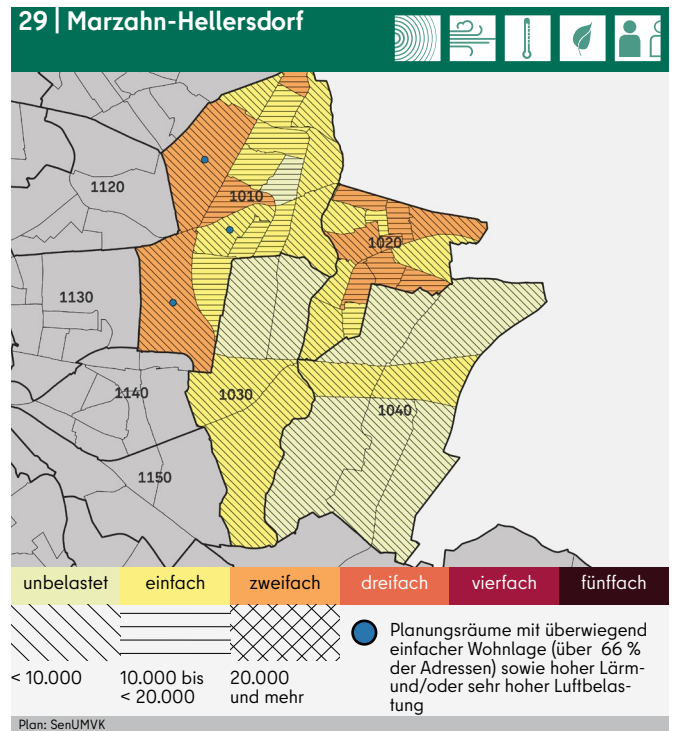 29 | Marzahn-Hellersdorf
1120
1010
1020
1130
1140
1030
1040
1150
unbelastet einfach zweifach dreifach vierfach fünffach
< 10.000
10.000 bis
< 20.000
20.000
und mehr
Planungsräume mit überwiegend
einfacher Wohnlage (über 66 %
der Adressen) sowie hoher Lärm-
und/oder sehr hoher Luftbelas-
tung
Plan: SenUMVK